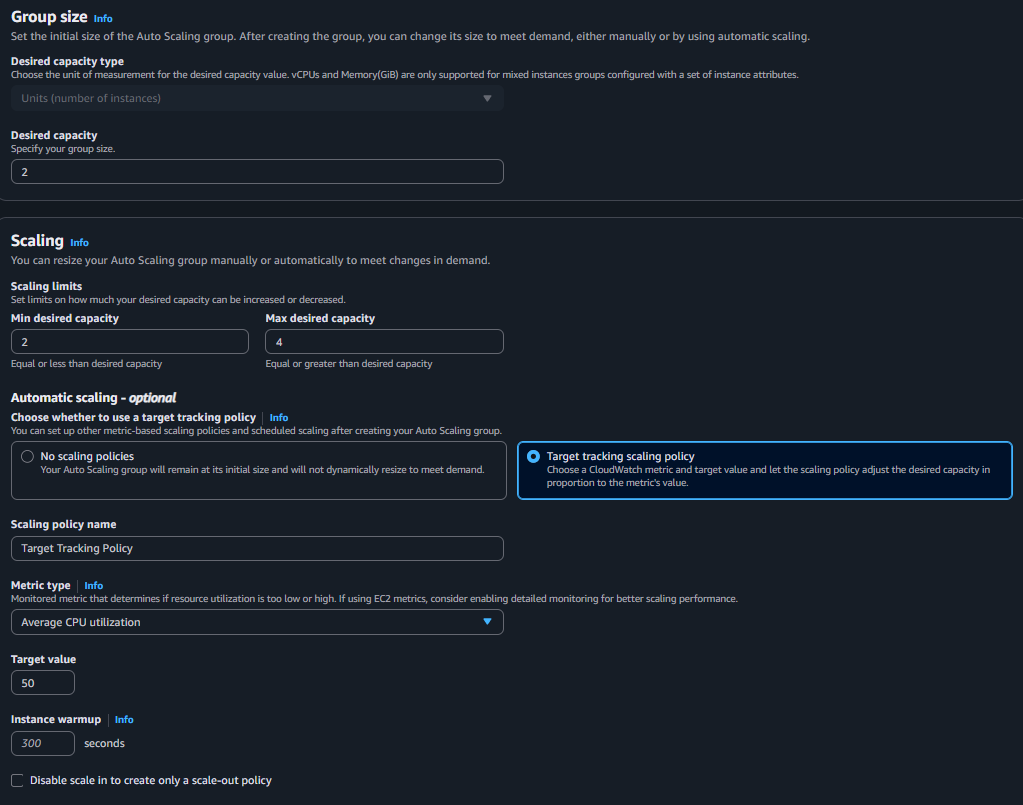 Group size Info
Set the initial size of the Auto Scaling group. After creating the group, you can change its size to meet demand, either manually or by using automatic scaling.
Desired capacity type
Choose the unit of measurement for the desired capacity value. vCPUs and Memory(GiB) are only supported for mixed instances groups configured with a set of instance attributes.
Units (number of instances)
Desired capacity
Specify your group size.
2
Scaling Info
You can resize your Auto Scaling group manually or automatically to meet changes in demand.
Scaling limits
Set limits on how much your desired capacity can be increased or decreased.
Min desired capacity Max desired capacity
2 4
Equal or less than desired capacity Equal or greater than desired capacity
Automatic scaling - optional
Choose whether to use a target tracking policy Info
You can set up other metric-based scaling policies and scheduled scaling after creating your Auto Scaling group.
No scaling policies
Your Auto Scaling group will remain at its initial size and will not dynamically resize to meet demand.
Target tracking scaling policy
Choose a CloudWatch metric and target value and let the scaling policy adjust the desired capacity in
proportion to the metric's value.
Scaling policy name
Target Tracking Policy
Metric type Info
Monitored metric that determines if resource utilization is too low or high. If using EC2 metrics, consider enabling detailed monitoring for better scaling performance.
Average CPU utilization
Target value
50
Instance warmup Info
300 seconds
Disable scale in to create only a scale-out policy